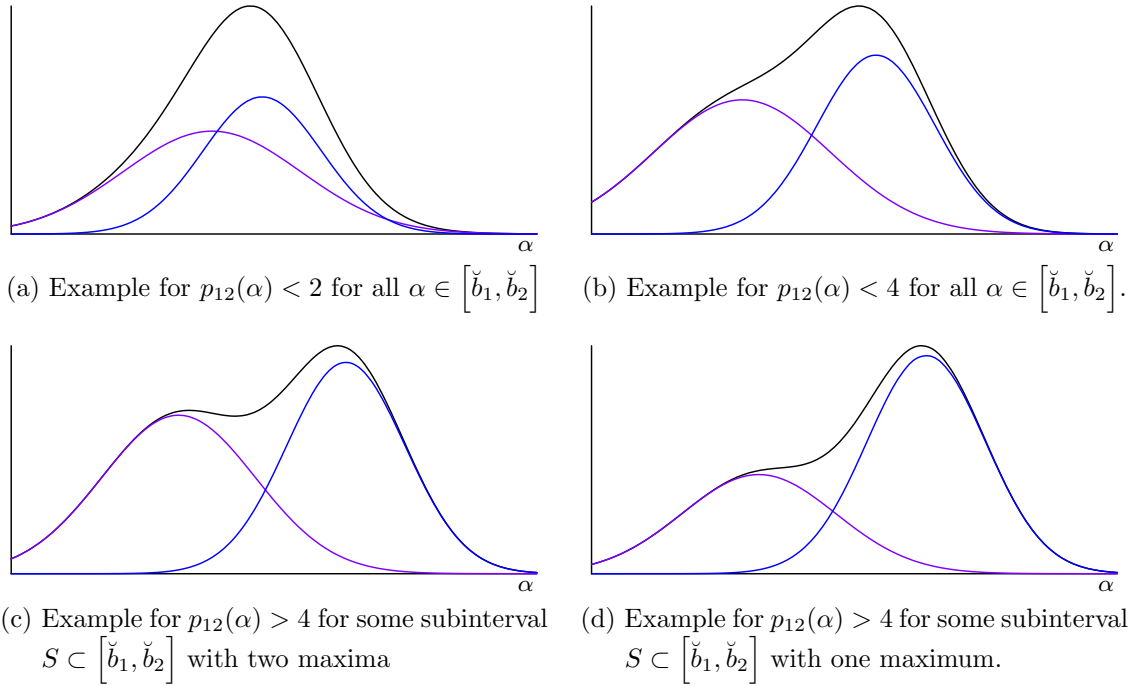 α
α
(a) Example for p₁₂(α) < 2 for all α ∈ [b̆₁, b̆₂]
(b) Example for p₁₂(α) < 4 for all α ∈ [b̆₁, b̆₂].
α
α
(c) Example for p₁₂(α) > 4 for some subinterval
S ⊂ [b̆₁, b̆₂] with two maxima
(d) Example for p₁₂(α) > 4 for some subinterval
S ⊂ [b̆₁, b̆₂] with one maximum.